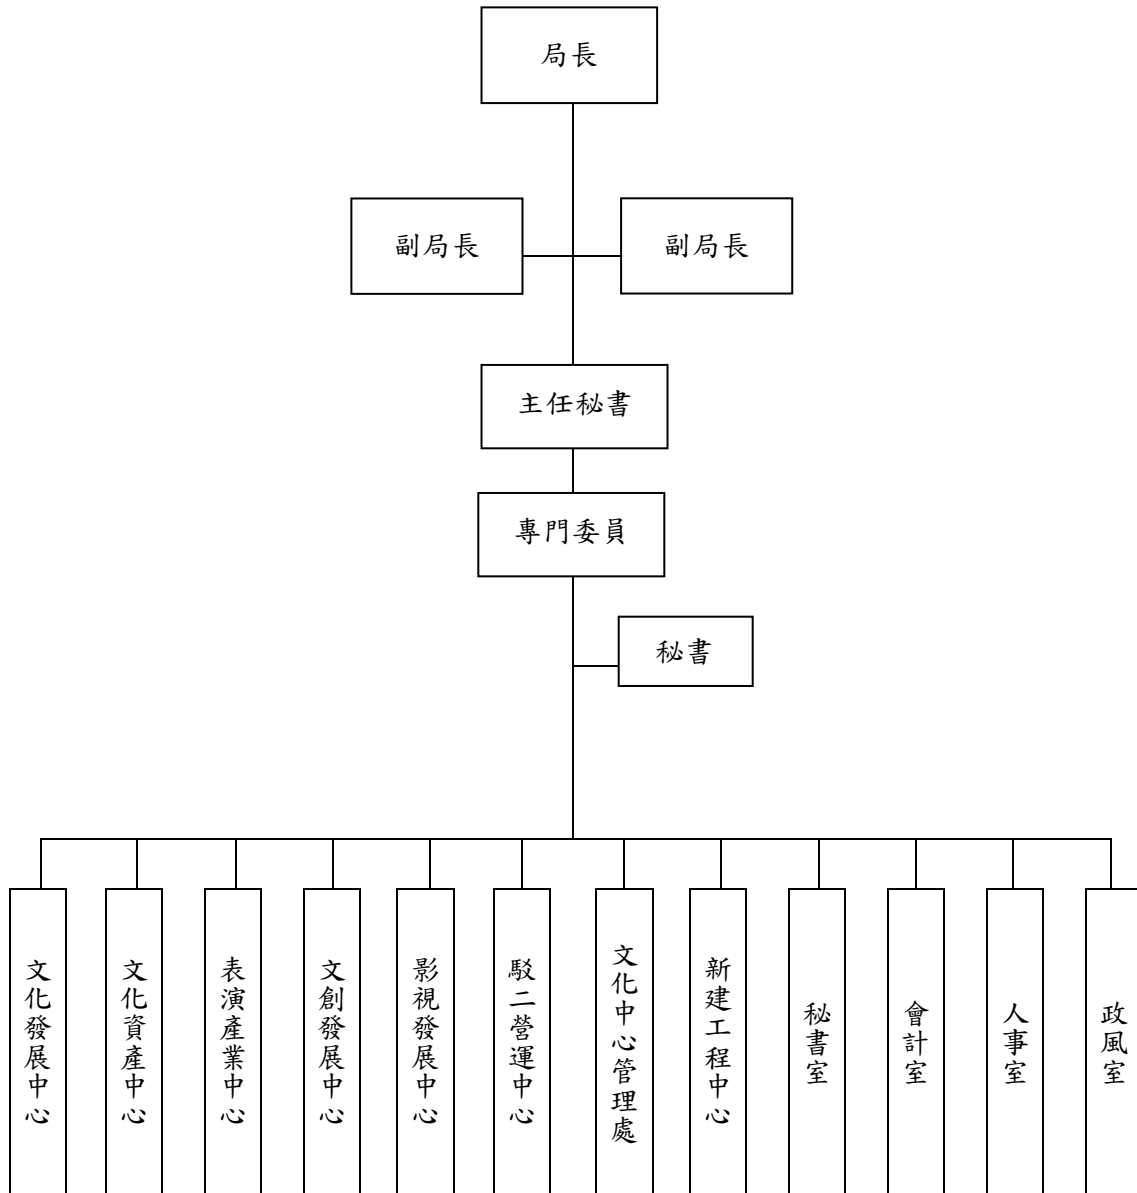 局長
副局長
副局長
主任秘書
專門委員
秘書
文化發展中心
文化資產中心
表演產業中心
文創發展中心
影視發展中心
駁二營運中心
文化中心管理處
新建工程中心
秘書室
會計室
人事室
政風室